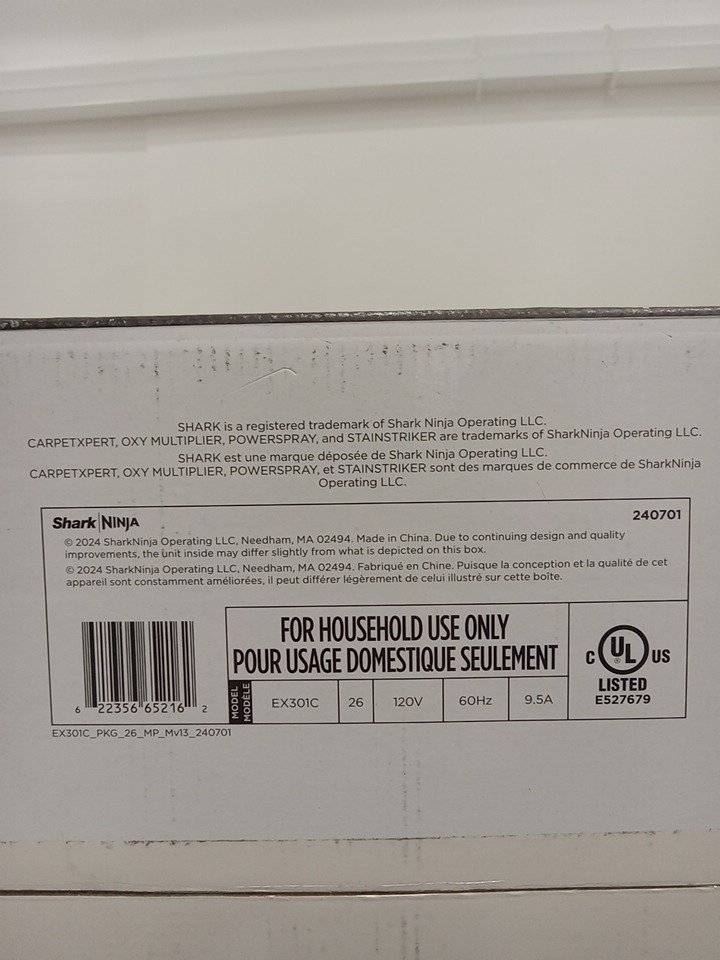 SHARK is a registered trademark of Shark Ninja Operating LLC.
CARPETXPERT, OXY MULTIPLIER, POWERSPRAY, and STAINSTRIKER are trademarks of SharkNinja Operating LLC.
SHARK est une marque déposée de Shark Ninja Operating LLC.
CARPETXPERT, OXY MULTIPLIER, POWERSPRAY, et STAINSTRIKER sont des marques de commerce de SharkNinja
Operating LLC.
Shark | NINJA
240701
© 2024 SharkNinja Operating LLC, Needham, MA 02494. Made in China. Due to continuing design and quality
improvements, the unit inside may differ slightly from what is depicted on this box.
© 2024 SharkNinja Operating LLC, Needham, MA 02494. Fabriqué en Chine. Puisque la conception et la qualité de cet
appareil sont constamment améliorées, il peut différer légèrement de celui illustré sur cette boîte.
6 22356 65216 2
FOR HOUSEHOLD USE ONLY
POUR USAGE DOMESTIQUE SEULEMENT
MODEL
MODÈLE
EX301C 26 120V 60Hz 9.5A
C UL ® US
LISTED
E527679
EX301C_PKG_26_MP_Mv13_240701